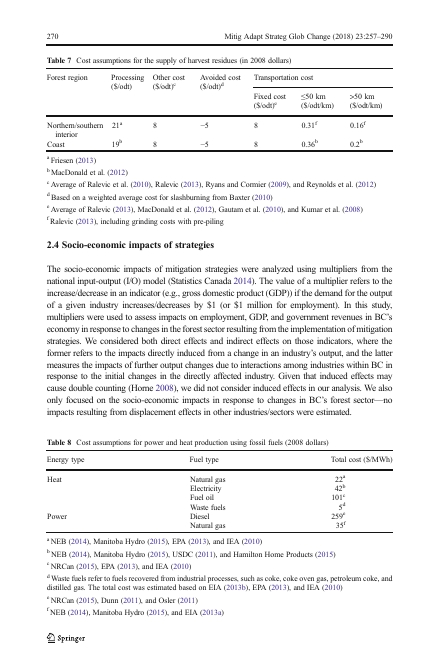 270 Mitig Adapt Strateg Glob Change (2018) 23:257–290
Table 7 Cost assumptions for the supply of harvest residues (in 2008 dollars)
Forest region Processing Other cost Avoided cost Transportation cost
($/odt) ($/odt)c ($/odt)d
Fixed cost ≤50 km >50 km
($/odt)e ($/odt/km) ($/odt/km)
Northern/southern 21a 8 −5 8 0.31f 0.16f
interior
Coast 19b 8 −5 8 0.36b 0.2b
a Friesen (2013)
b MacDonald et al. (2012)
c Average of Ralevic et al. (2010), Ralevic (2013), Ryans and Cormier (2009), and Reynolds et al. (2012)
d Based on a weighted average cost for slashburning from Baxter (2010)
e Average of Ralevic (2013), MacDonald et al. (2012), Gautam et al. (2010), and Kumar et al. (2008)
f Ralevic (2013), including grinding costs with pre-piling
2.4 Socio-economic impacts of strategies
The socio-economic impacts of mitigation strategies were analyzed using multipliers from the
national input-output (I/O) model (Statistics Canada 2014). The value of a multiplier refers to the
increase/decrease in an indicator (e.g., gross domestic product (GDP)) if the demand for the output
of a given industry increases/decreases by $1 (or $1 million for employment). In this study,
multipliers were used to assess impacts on employment, GDP, and government revenues in BC's
economy in response to changes in the forest sector resulting from the implementation of mitigation
strategies. We considered both direct effects and indirect effects on those indicators, where the
former refers to the impacts directly induced from a change in an industry's output, and the latter
measures the impacts of further output changes due to interactions among industries within BC in
response to the initial changes in the directly affected industry. Given that induced effects may
cause double counting (Horne 2008), we did not consider induced effects in our analysis. We also
only focused on the socio-economic impacts in response to changes in BC's forest sector—no
impacts resulting from displacement effects in other industries/sectors were estimated.
Table 8 Cost assumptions for power and heat production using fossil fuels (2008 dollars)
Energy type Fuel type Total cost ($/MWh)
Heat Natural gas 22a
Electricity 42b
Fuel oil 101c
Waste fuels 5d
Power Diesel 259e
Natural gas 35f
a NEB (2014), Manitoba Hydro (2015), EPA (2013), and IEA (2010)
b NEB (2014), Manitoba Hydro (2015), USDC (2011), and Hamilton Home Products (2015)
c NRCan (2015), EPA (2013), and IEA (2010)
d Waste fuels refer to fuels recovered from industrial processes, such as coke, coke oven gas, petroleum coke, and
distilled gas. The total cost was estimated based on EIA (2013b), EPA (2013), and IEA (2010)
e NRCan (2015), Dunn (2011), and Osler (2011)
f NEB (2014), Manitoba Hydro (2015), and EIA (2013a)
Springer